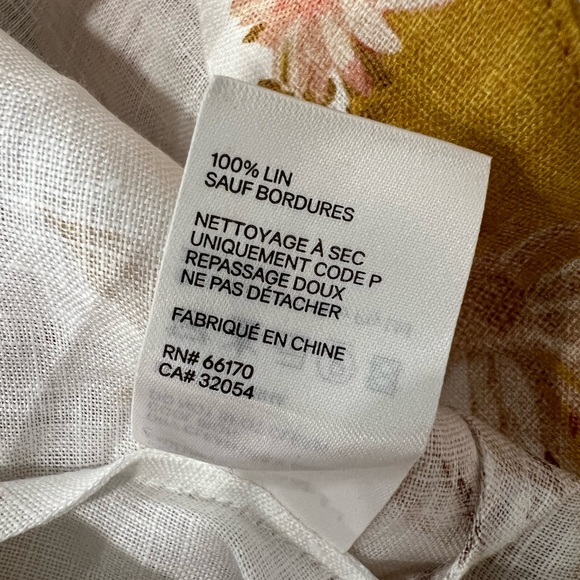 100% LIN
SAUF BORDURES
NETTOYAGE À SEC
UNIQUEMENT CODE P
REPASSAGE DOUX
NE PAS DÉTACHER
FABRIQUÉ EN CHINE
RN# 66170
CA# 32054